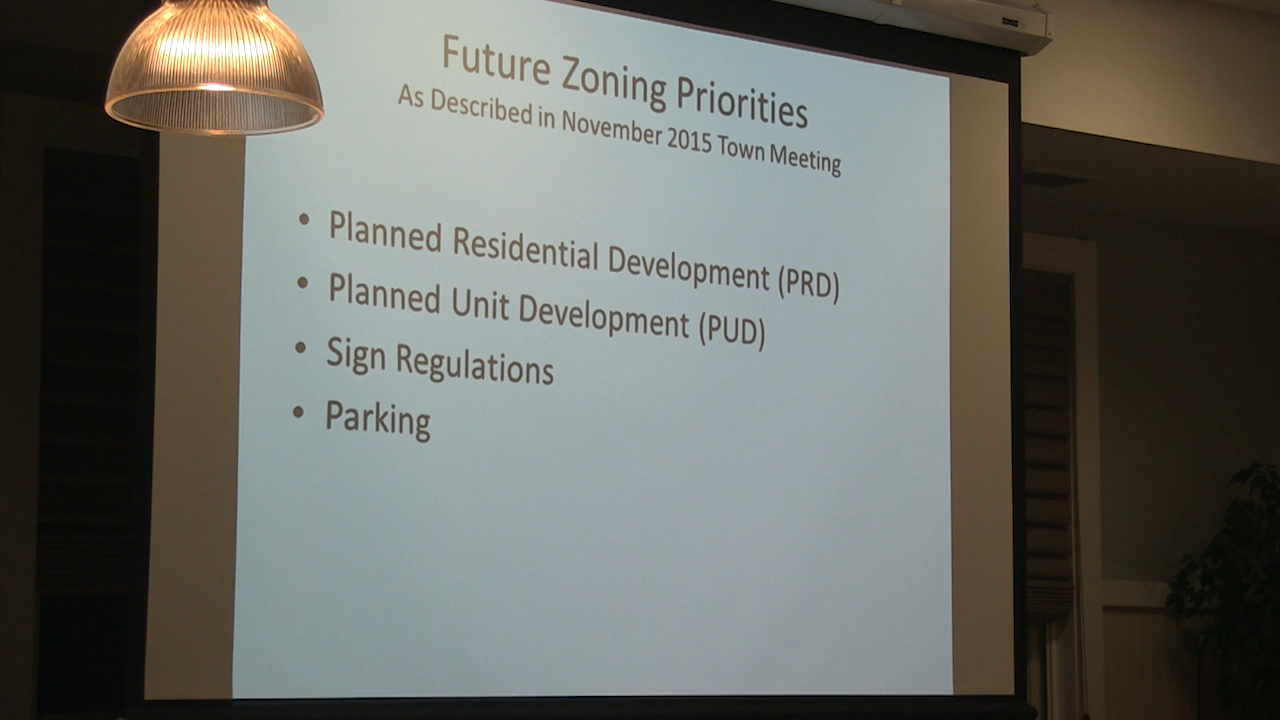 Future Zoning Priorities
As Described in November 2015 Town Meeting
• Planned Residential Development (PRD)
• Planned Unit Development (PUD)
• Sign Regulations
• Parking